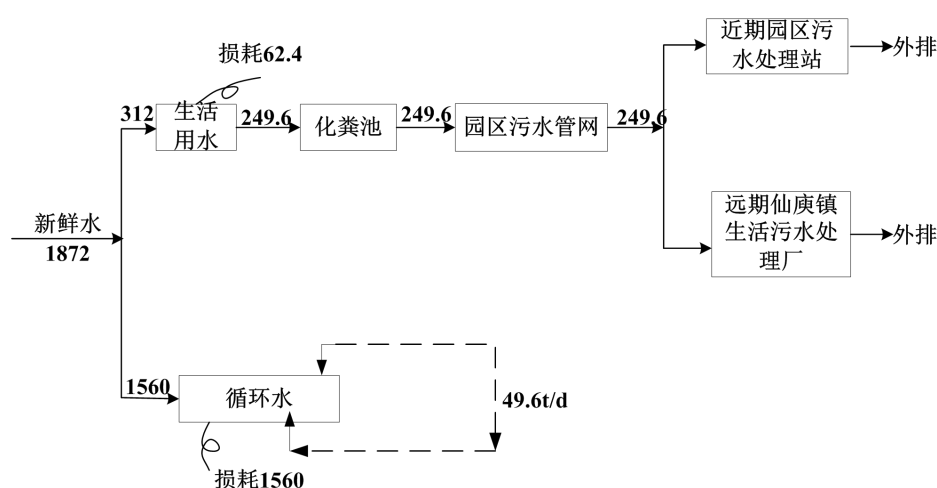 损耗62.4
近期园区污
水处理站
外排
312
生活
用水
249.6
化粪池
249.6
园区污水管网
249.6
新鲜水
1872
远期仙庾镇
生活污水处
理厂
外排
1560
循环水
49.6t/d
损耗1560